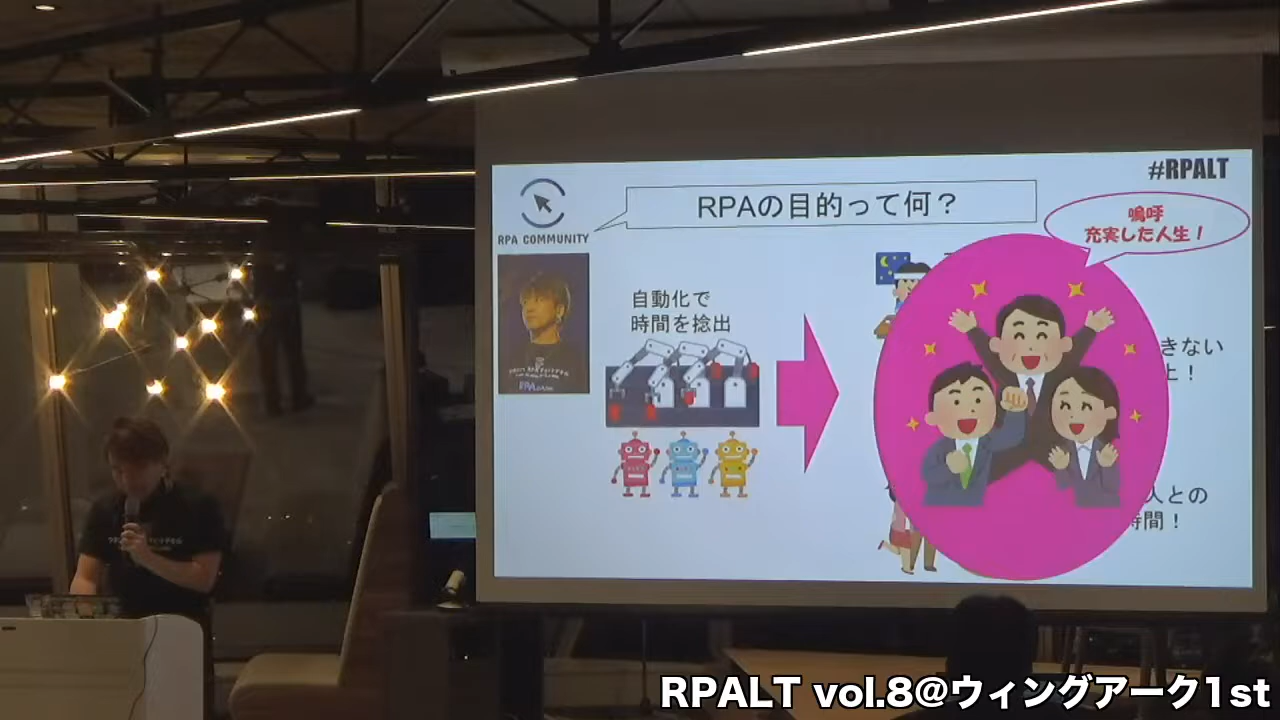 #RPALT
RPA COMMUNITY
RPAの目的って何？
嗚呼
充実した人生！
自動化で
時間を捻出
きない
上！
人との
時間！
RPALT vol.8@ウィングアーク1st